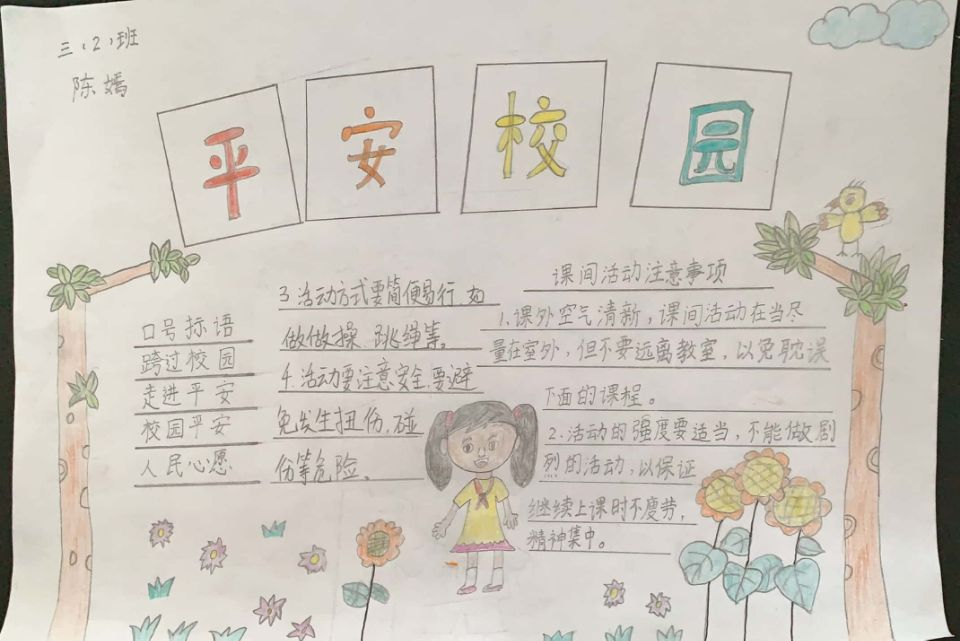 三（2）班
陈嫣
平安校园
口号标语
跨过校园
走进平安
校园平安
人民心愿
课间活动注意事项
1.课外空气清新，课间活动在当尽
量在室外，但不要远离教室，以免耽误
下面的课程。
2.活动的强度要适当，不能做剧
烈的活动，以保证
继续上课时不疲劳，
精神集中。
3.活动方式要简便易行 如
做做操、跳绳等。
4.活动要注意安全.要避
免发生扭伤，碰
伤等危险。